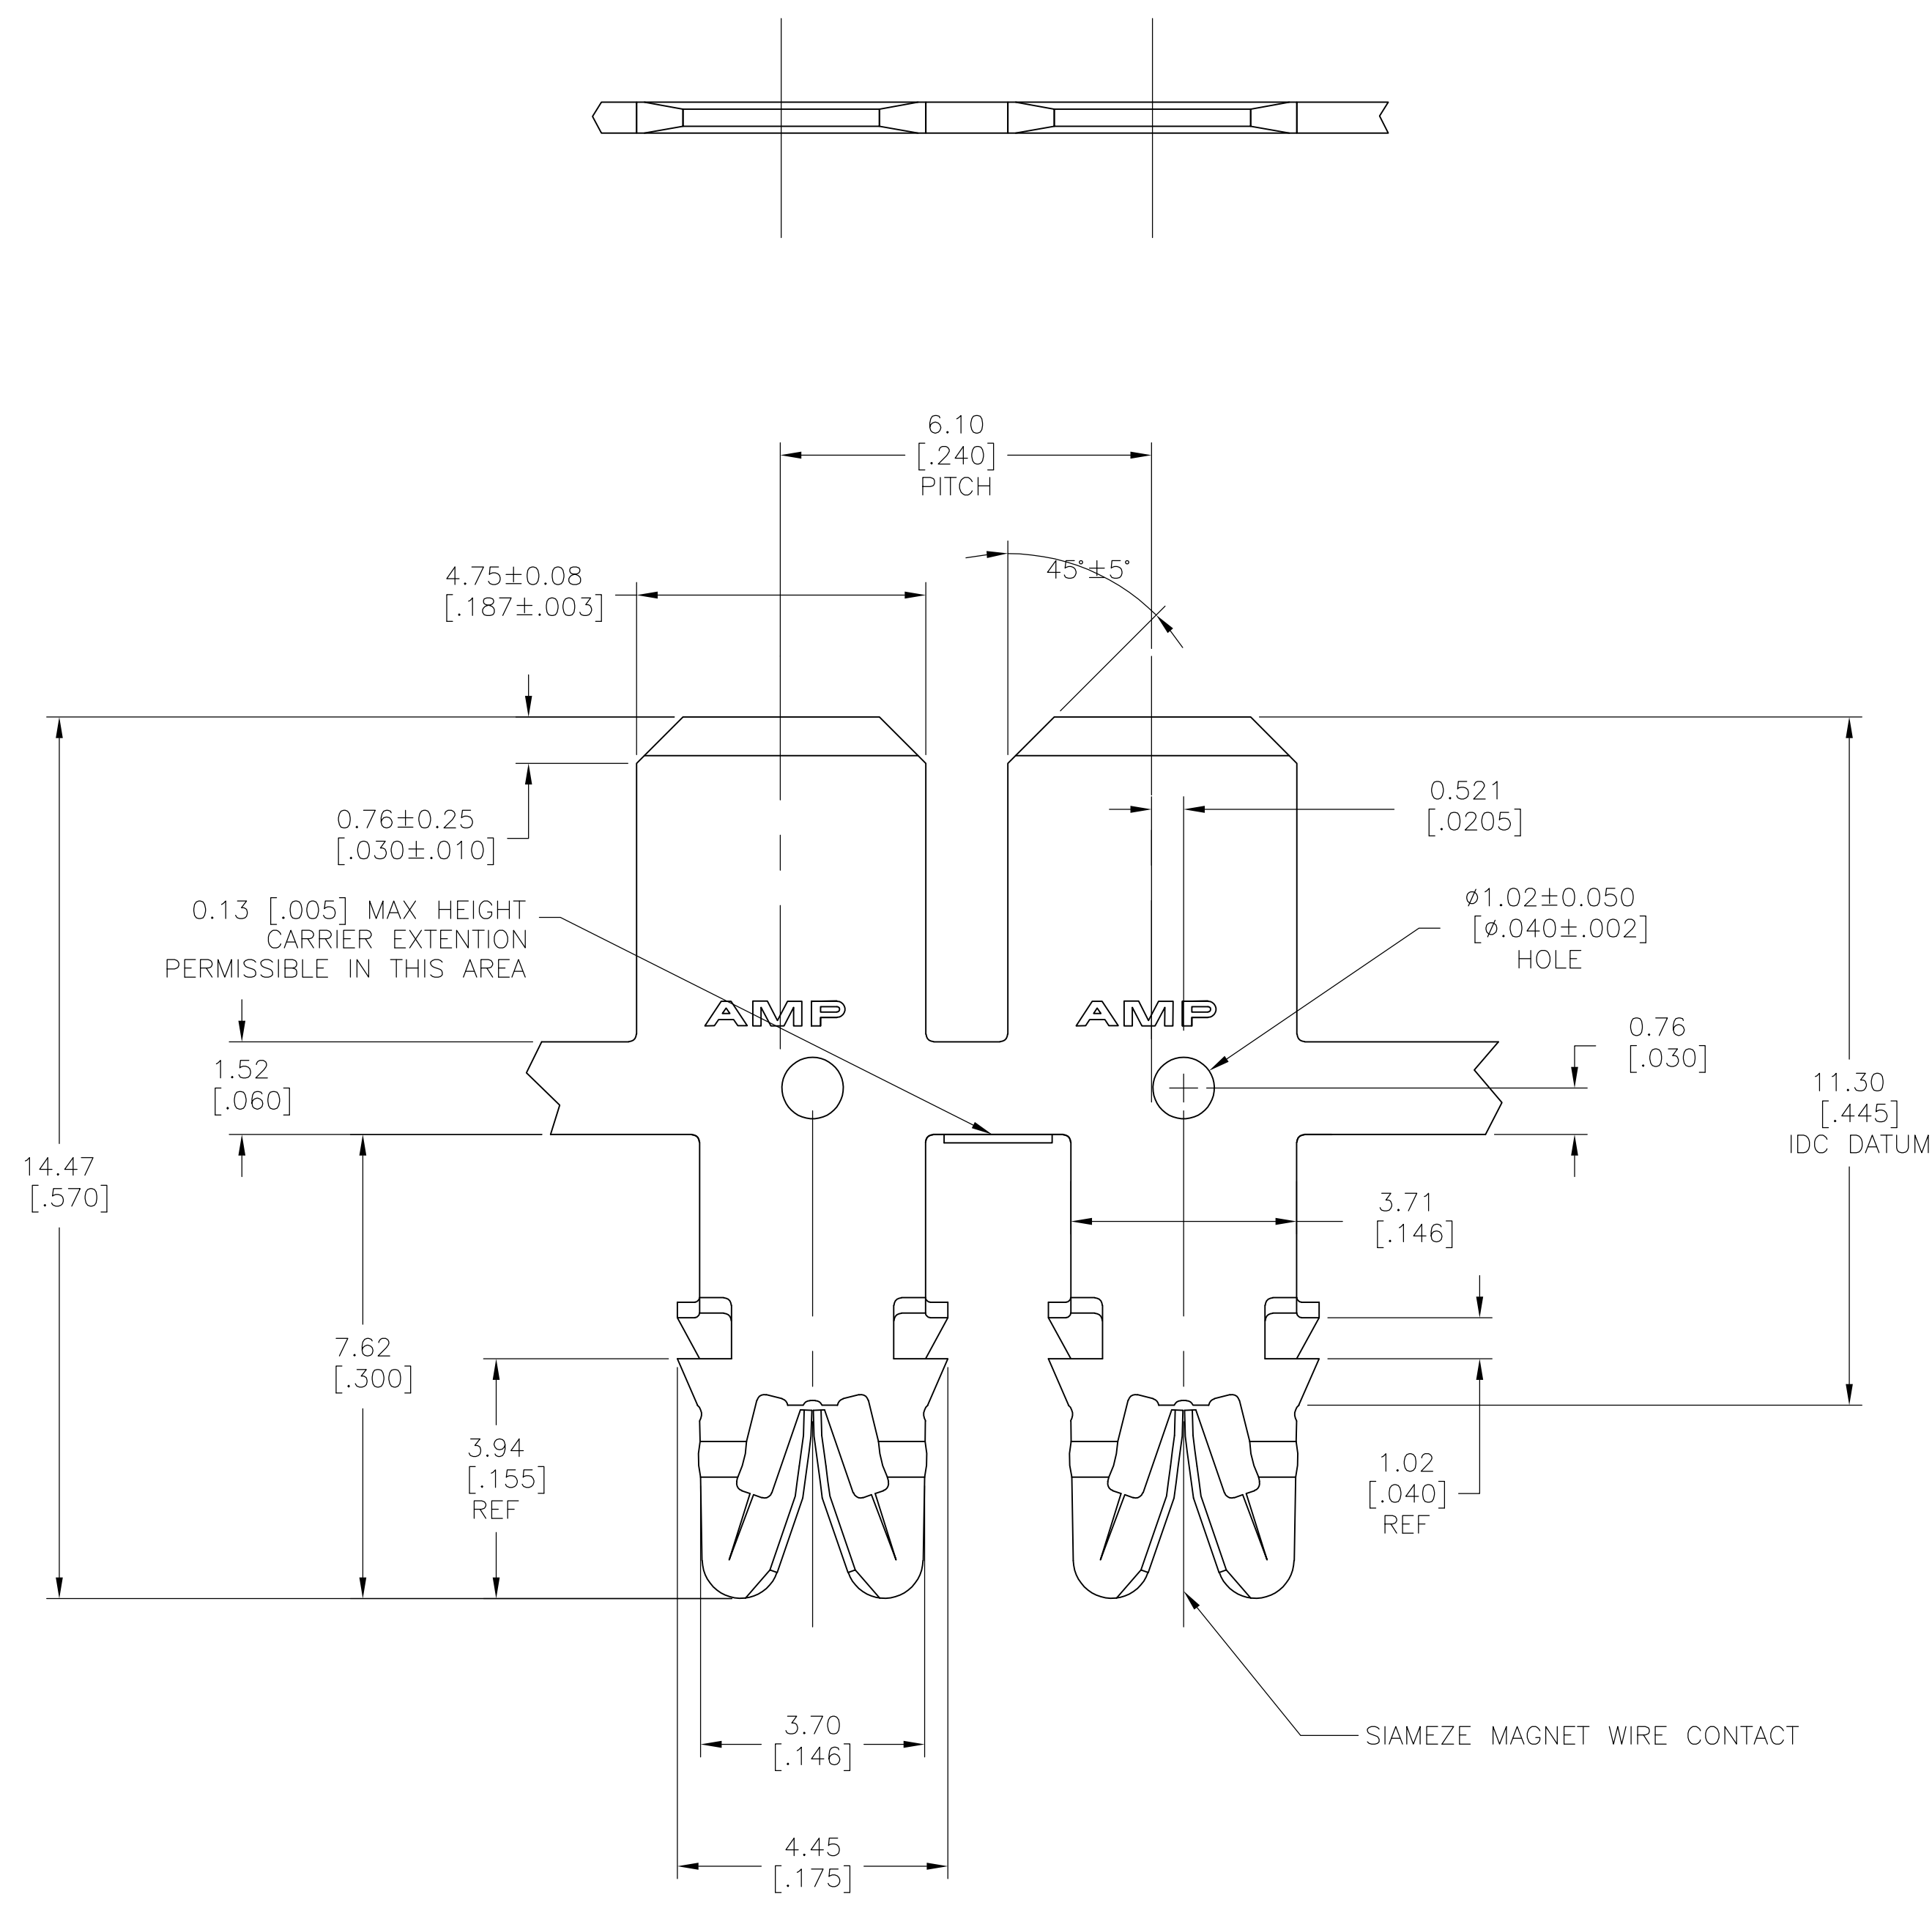 6.10
[.240]
PITCH
4.75±0.08
[.187±.003]
45°±5°
0.76±0.25
[.030±.010]
0.521
[.0205]
0.13 [.005] MAX HEIGHT
CARRIER EXTENTION
PERMISSIBLE IN THIS AREA
ø1.02±0.050
[ø.040±.002]
HOLE
AMP
AMP
1.52
[.060]
0.76
[.030]
11.30
[.445]
IDC DATUM
14.47
[.570]
3.71
[.146]
7.62
[.300]
3.94
[.155]
REF
1.02
[.040]
REF
3.70
[.146]
SIAMEZE MAGNET WIRE CONTACT
4.45
[.175]